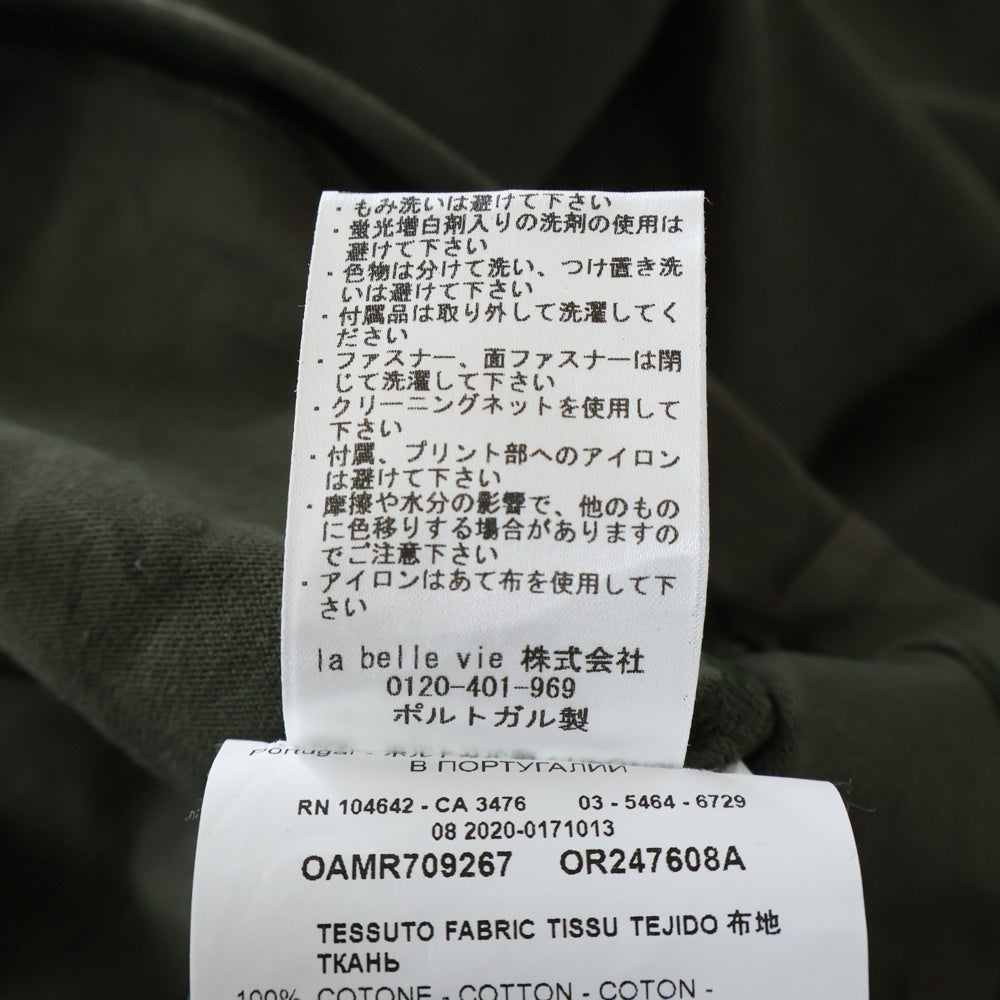 ・もみ洗いは避けて下さい
・蛍光増白剤入りの洗剤の使用は
避けて下さい
・色物は分けて洗い、つけ置き洗
いは避けて下さい
・付属品は取り外して洗濯してく
ださい
・ファスナー、面ファスナーは閉
じて洗濯して下さい
・クリーニングネットを使用して
下さい
・付属、プリント部へのアイロン
は避けて下さい
・摩擦や水分の影響で、他のもの
に色移りする場合がありますの
でご注意下さい
・アイロンはあて布を使用して下
さい
la belle vie 株式会社
0120-401-969
ポルトガル製
Portugal -
В ПОРТУГАЛИИ
RN 104642 - CA 3476 03 - 5464 - 6729
08 2020-0171013
OAMR709267 OR247608A
TESSUTO FABRIC TISSU TEJIDO 布地
ТКАНЬ
100% COTONE - COTTON - COTON -